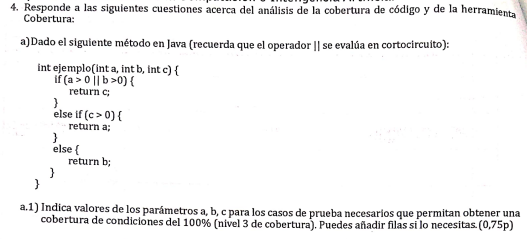 4. Responde a las siguientes cuestiones acerca del análisis de la cobertura de código y de la herramienta
Cobertura:
a)Dado el siguiente método en Java (recuerda que el operador || se evalúa en cortocircuito):
int ejemplo(int a, int b, int c) {
if (a > 0 || b >0) {
return c;
}
else if (c > 0) {
return a;
}
else {
return b;
}
}
a.1) Indica valores de los parámetros a, b, c para los casos de prueba necesarios que permitan obtener una
cobertura de condiciones del 100% (nivel 3 de cobertura). Puedes añadir filas si lo necesitas.(0,75p)